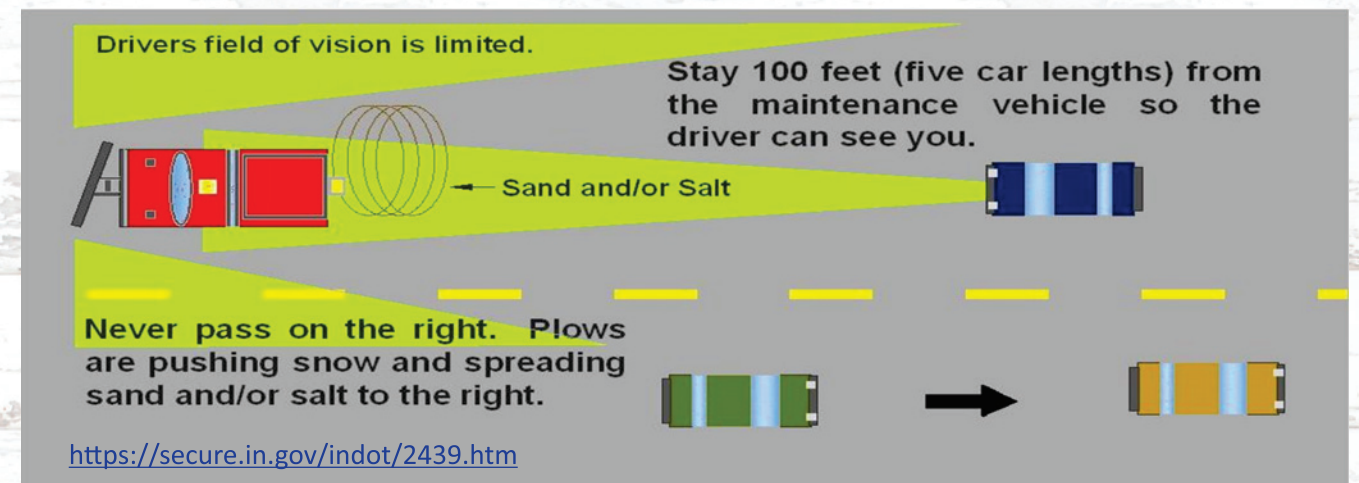 Drivers field of vision is limited.
Stay 100 feet (five car lengths) from
the maintenance vehicle so the
driver can see you.
Sand and/or Salt
Never pass on the right. Plows
are pushing snow and spreading
sand and/or salt to the right.
https://secure.in.gov/indot/2439.htm